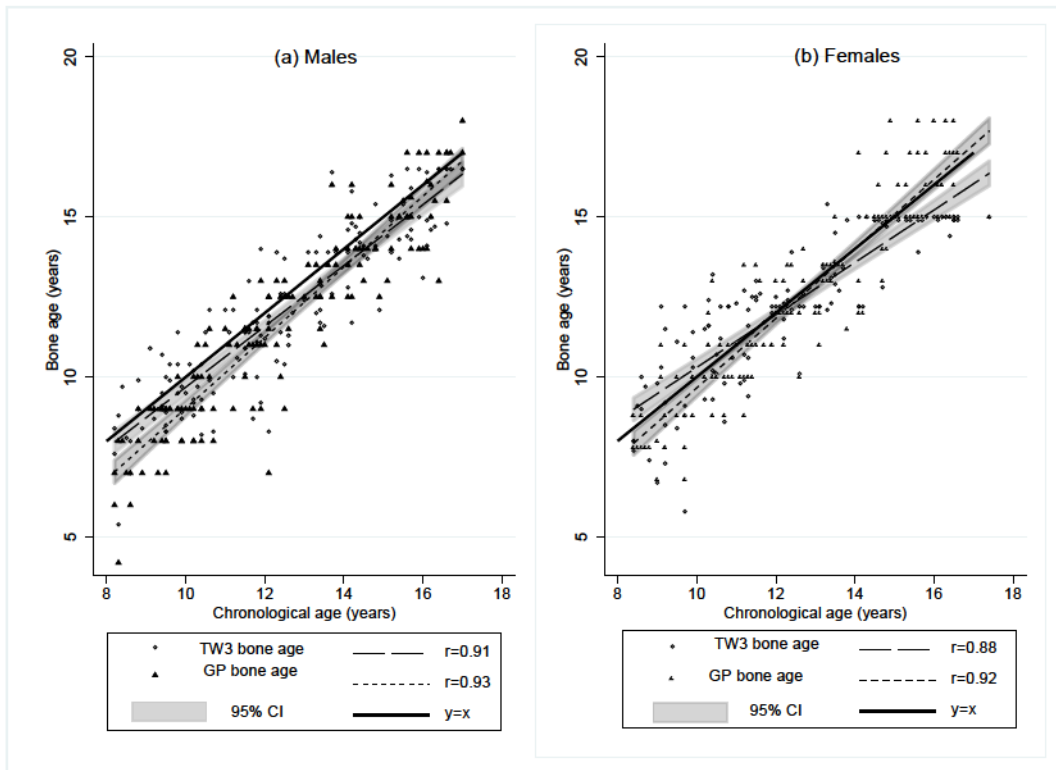 (a) Males
20
15
10
5
Bone age (years)
8 10 12 14 16 18
Chronological age (years)
TW3 bone age r=0.91
GP bone age r=0.93
95% CI y=x
(b) Females
20
15
10
5
Bone age (years)
8 10 12 14 16 18
Chronological age (years)
TW3 bone age r=0.88
GP bone age r=0.92
95% CI y=x